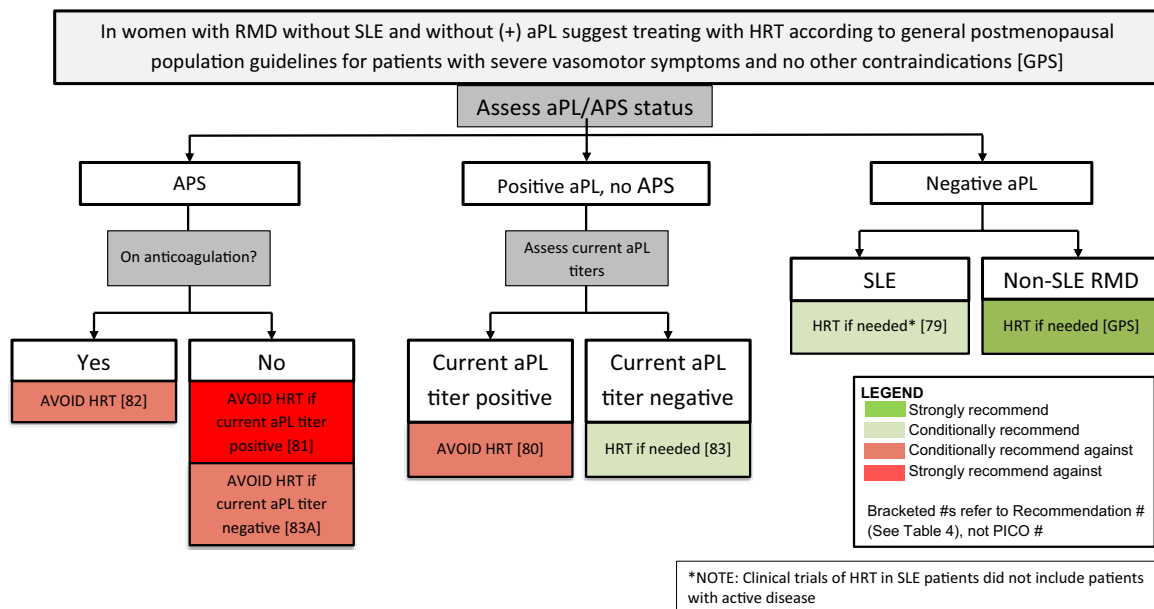 In women with RMD without SLE and without (+) aPL suggest treating with HRT according to general postmenopausal
population guidelines for patients with severe vasomotor symptoms and no other contraindications [GPS]
Assess aPL/APS status
APS
Positive aPL, no APS
Negative aPL
On anticoagulation?
Assess current aPL
titers
SLE
Non-SLE RMD
HRT if needed* [79]
HRT if needed [GPS]
Yes
No
Current aPL
titer positive
Current aPL
titer negative
AVOID HRT [82]
AVOID HRT if
current aPL titer
positive [81]
AVOID HRT if
current aPL titer
negative [83A]
AVOID HRT [80]
HRT if needed [83]
LEGEND
Strongly recommend
Conditionally recommend
Conditionally recommend against
Strongly recommend against
Bracketed #s refer to Recommendation #
(See Table 4), not PICO #
*NOTE: Clinical trials of HRT in SLE patients did not include patients
with active disease